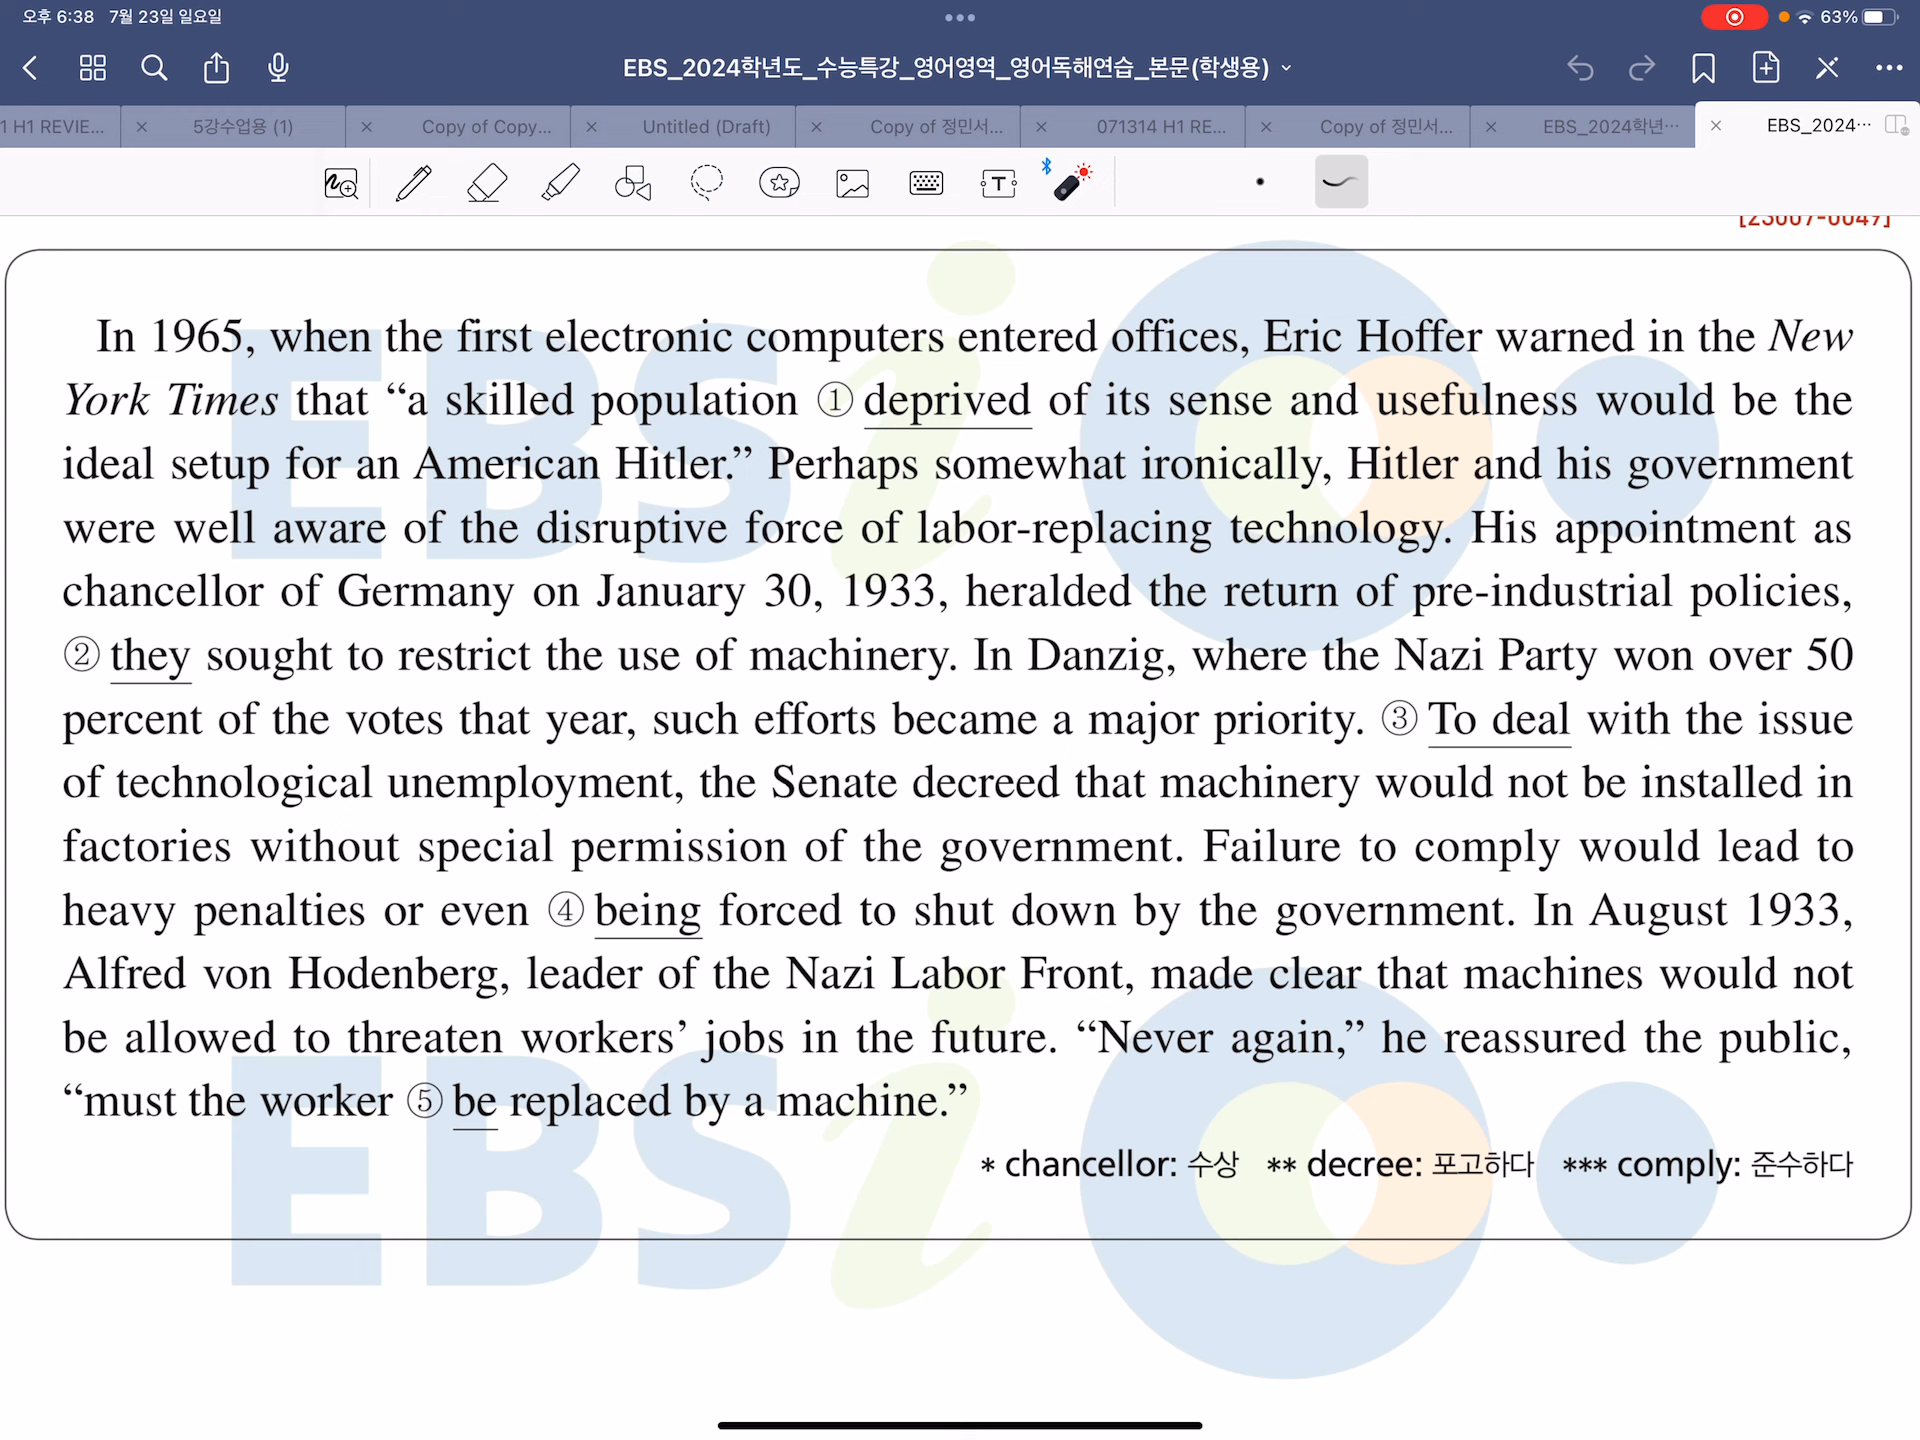 오후 6:38 7월 23일 일요일
63%
EBS_2024학년도_수능특강_영어영역_영어독해연습_본문(학생용)
1 H1 REVIE...
5강수업용 (1)
Copy of Copy...
Untitled (Draft)
Copy of 정민서...
071314 H1 RE...
Copy of 정민서...
EBS_2024학년...
EBS_2024...
[23007-0049]
In 1965, when the first electronic computers entered offices, Eric Hoffer warned in the New
York Times that “a skilled population ① deprived of its sense and usefulness would be the
ideal setup for an American Hitler.” Perhaps somewhat ironically, Hitler and his government
were well aware of the disruptive force of labor-replacing technology. His appointment as
chancellor of Germany on January 30, 1933, heralded the return of pre-industrial policies,
② they sought to restrict the use of machinery. In Danzig, where the Nazi Party won over 50
percent of the votes that year, such efforts became a major priority. ③ To deal with the issue
of technological unemployment, the Senate decreed that machinery would not be installed in
factories without special permission of the government. Failure to comply would lead to
heavy penalties or even ④ being forced to shut down by the government. In August 1933,
Alfred von Hodenberg, leader of the Nazi Labor Front, made clear that machines would not
be allowed to threaten workers’ jobs in the future. “Never again,” he reassured the public,
“must the worker ⑤ be replaced by a machine.”
* chancellor: 수상 ** decree: 포고하다 *** comply: 준수하다
EBSi
EBSi